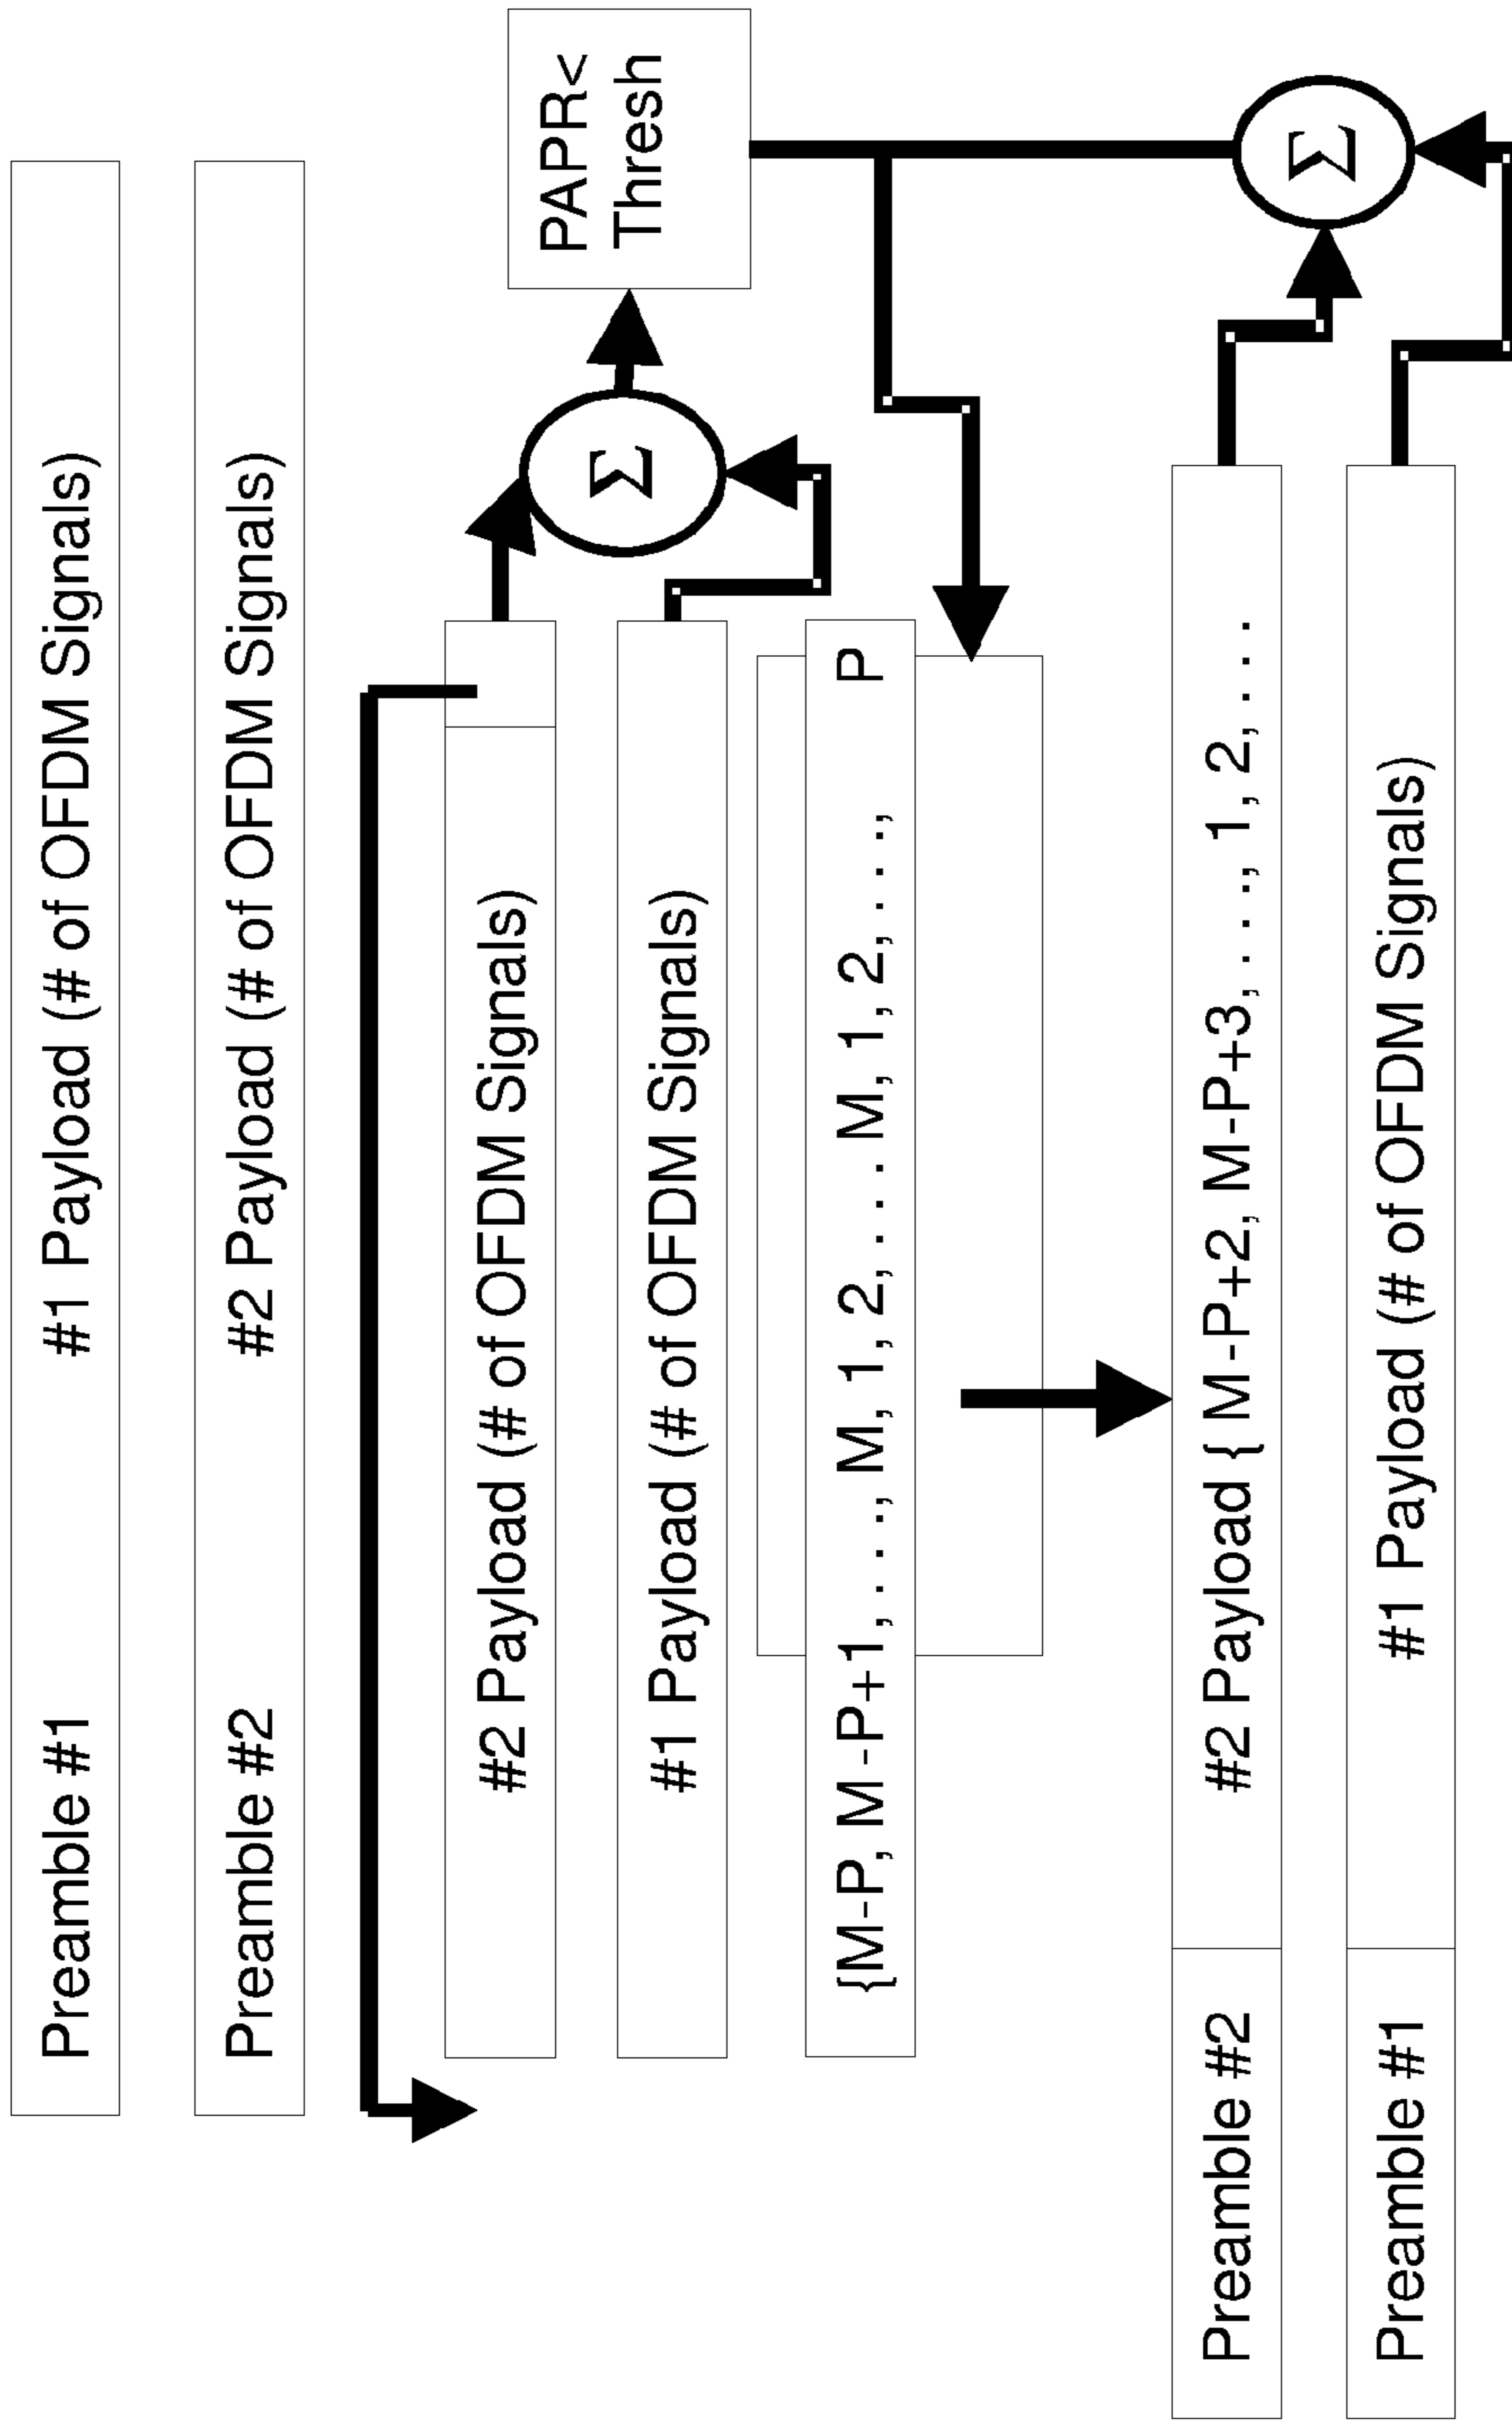 Preamble #1 #1 Payload (# of OFDM Signals)
Preamble #2 #2 Payload (# of OFDM Signals)
PAPR<
Thresh
#2 Payload (# of OFDM Signals)
Σ
#1 Payload (# of OFDM Signals)
{M-P, M-P+1, . . ., M, 1, 2, . . . M, 1, 2, . . ., P
Preamble #2 #2 Payload { M-P+2, M-P+3, . . ., 1, 2, . . .
Σ
Preamble #1 #1 Payload (# of OFDM Signals)